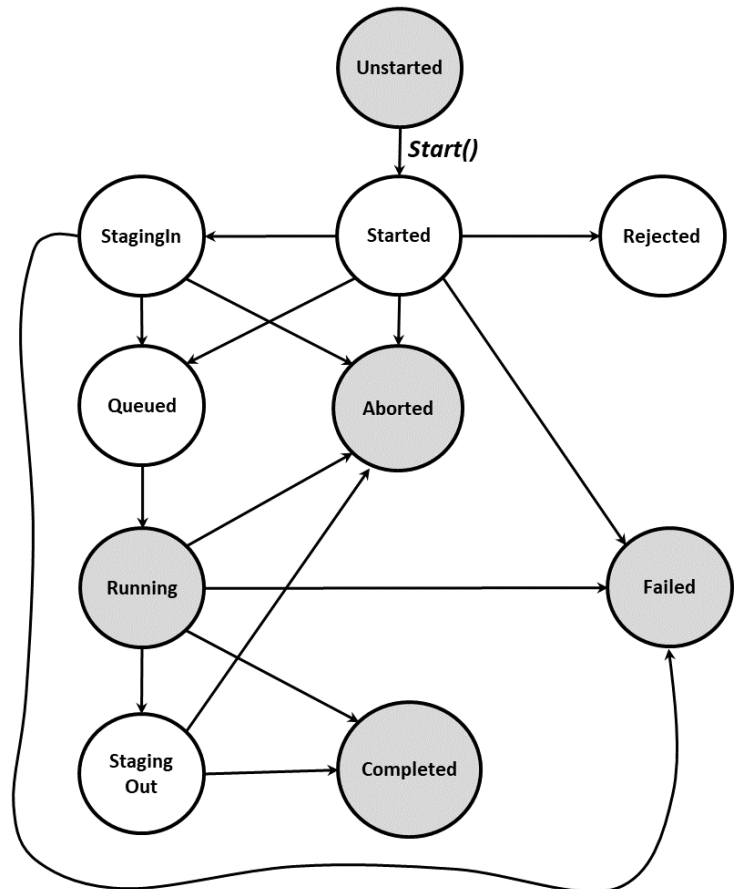 Unstarted
Start()
StagingIn
Started
Rejected
Queued
Aborted
Running
Failed
Staging
Out
Completed